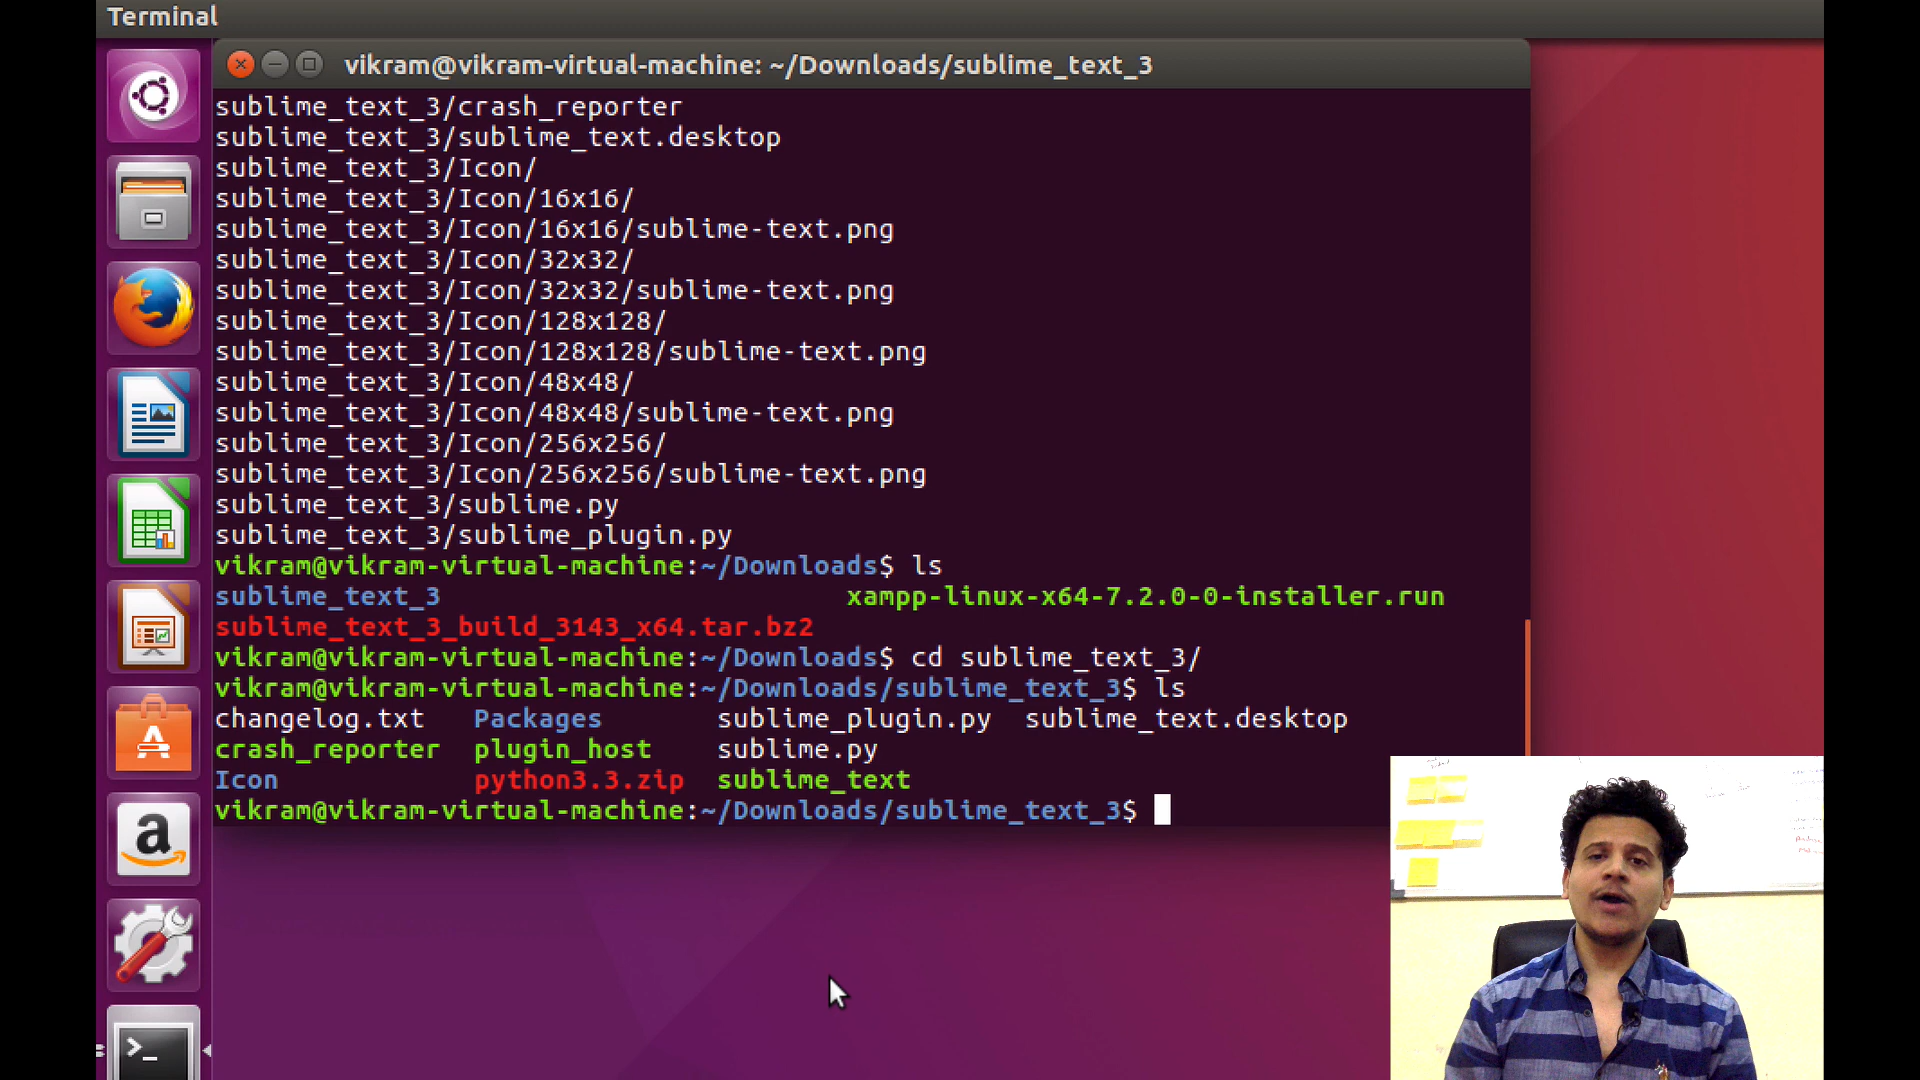 Terminal
vikram@vikram-virtual-machine: ~/Downloads/sublime_text_3
sublime_text_3/crash_reporter
sublime_text_3/sublime_text.desktop
sublime_text_3/Icon/
sublime_text_3/Icon/16x16/
sublime_text_3/Icon/16x16/sublime-text.png
sublime_text_3/Icon/32x32/
sublime_text_3/Icon/32x32/sublime-text.png
sublime_text_3/Icon/128x128/
sublime_text_3/Icon/128x128/sublime-text.png
sublime_text_3/Icon/48x48/
sublime_text_3/Icon/48x48/sublime-text.png
sublime_text_3/Icon/256x256/
sublime_text_3/Icon/256x256/sublime-text.png
sublime_text_3/sublime.py
sublime_text_3/sublime_plugin.py
vikram@vikram-virtual-machine:~/Downloads$ ls
sublime_text_3 xampp-linux-x64-7.2.0-0-installer.run
sublime_text_3_build_3143_x64.tar.bz2
vikram@vikram-virtual-machine:~/Downloads$ cd sublime_text_3/
vikram@vikram-virtual-machine:~/Downloads/sublime_text_3$ ls
changelog.txt Packages sublime_plugin.py sublime_text.desktop
crash_reporter plugin_host sublime.py
Icon python3.3.zip sublime_text
vikram@vikram-virtual-machine:~/Downloads/sublime_text_3$